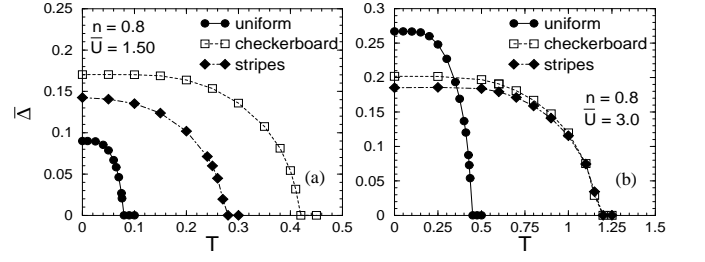 0.25
0.2
0.15
0.1
0.05
0
Δ̅
n = 0.8
U̅ = 1.50
uniform
checkerboard
stripes
(a)
0 0.1 0.2 0.3 0.4 0.5
T
0.3
0.25
0.2
0.15
0.1
0.05
0
uniform
checkerboard
stripes
n = 0.8
U̅ = 3.0
(b)
0 0.25 0.5 0.75 1 1.25 1.5
T